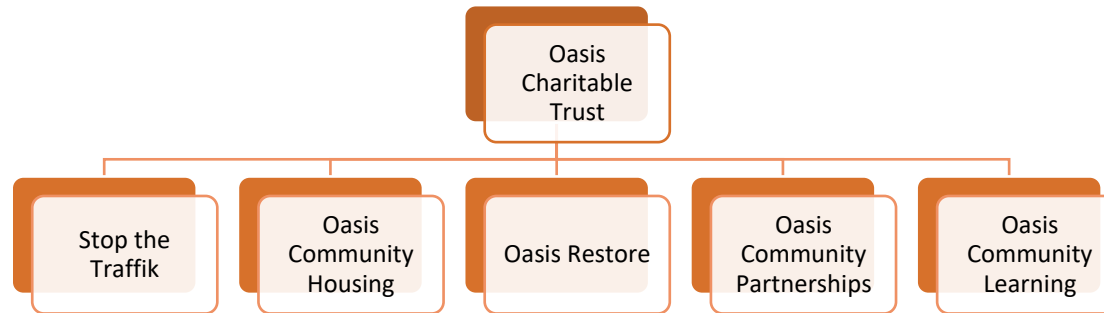 Oasis
Charitable
Trust
Stop the
Traffik
Oasis
Community
Housing
Oasis Restore
Oasis
Community
Partnerships
Oasis
Community
Learning